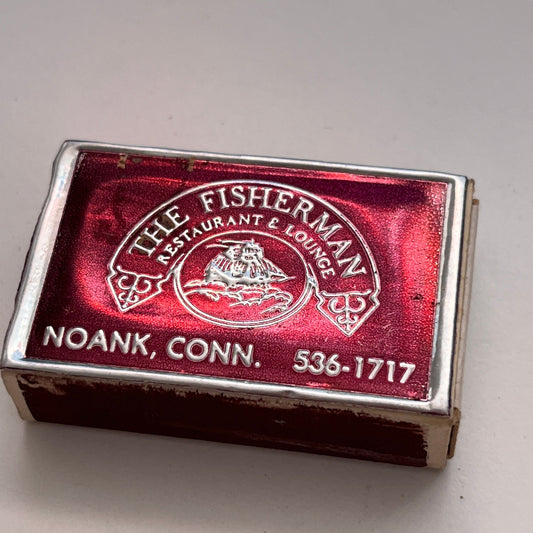 THE FISHERMAN
RESTAURANT & LOUNGE
NOANK, CONN. 536-1717